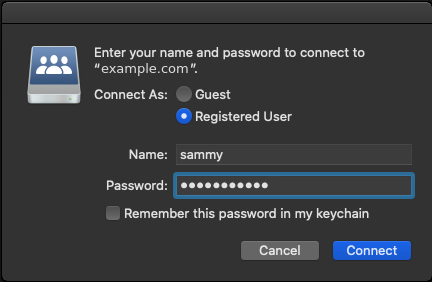 Enter your name and password to connect to
“example.com”.
Connect As: Guest
Registered User
Name: sammy
Password: ●●●●●●●●●●●
Remember this password in my keychain
Cancel Connect